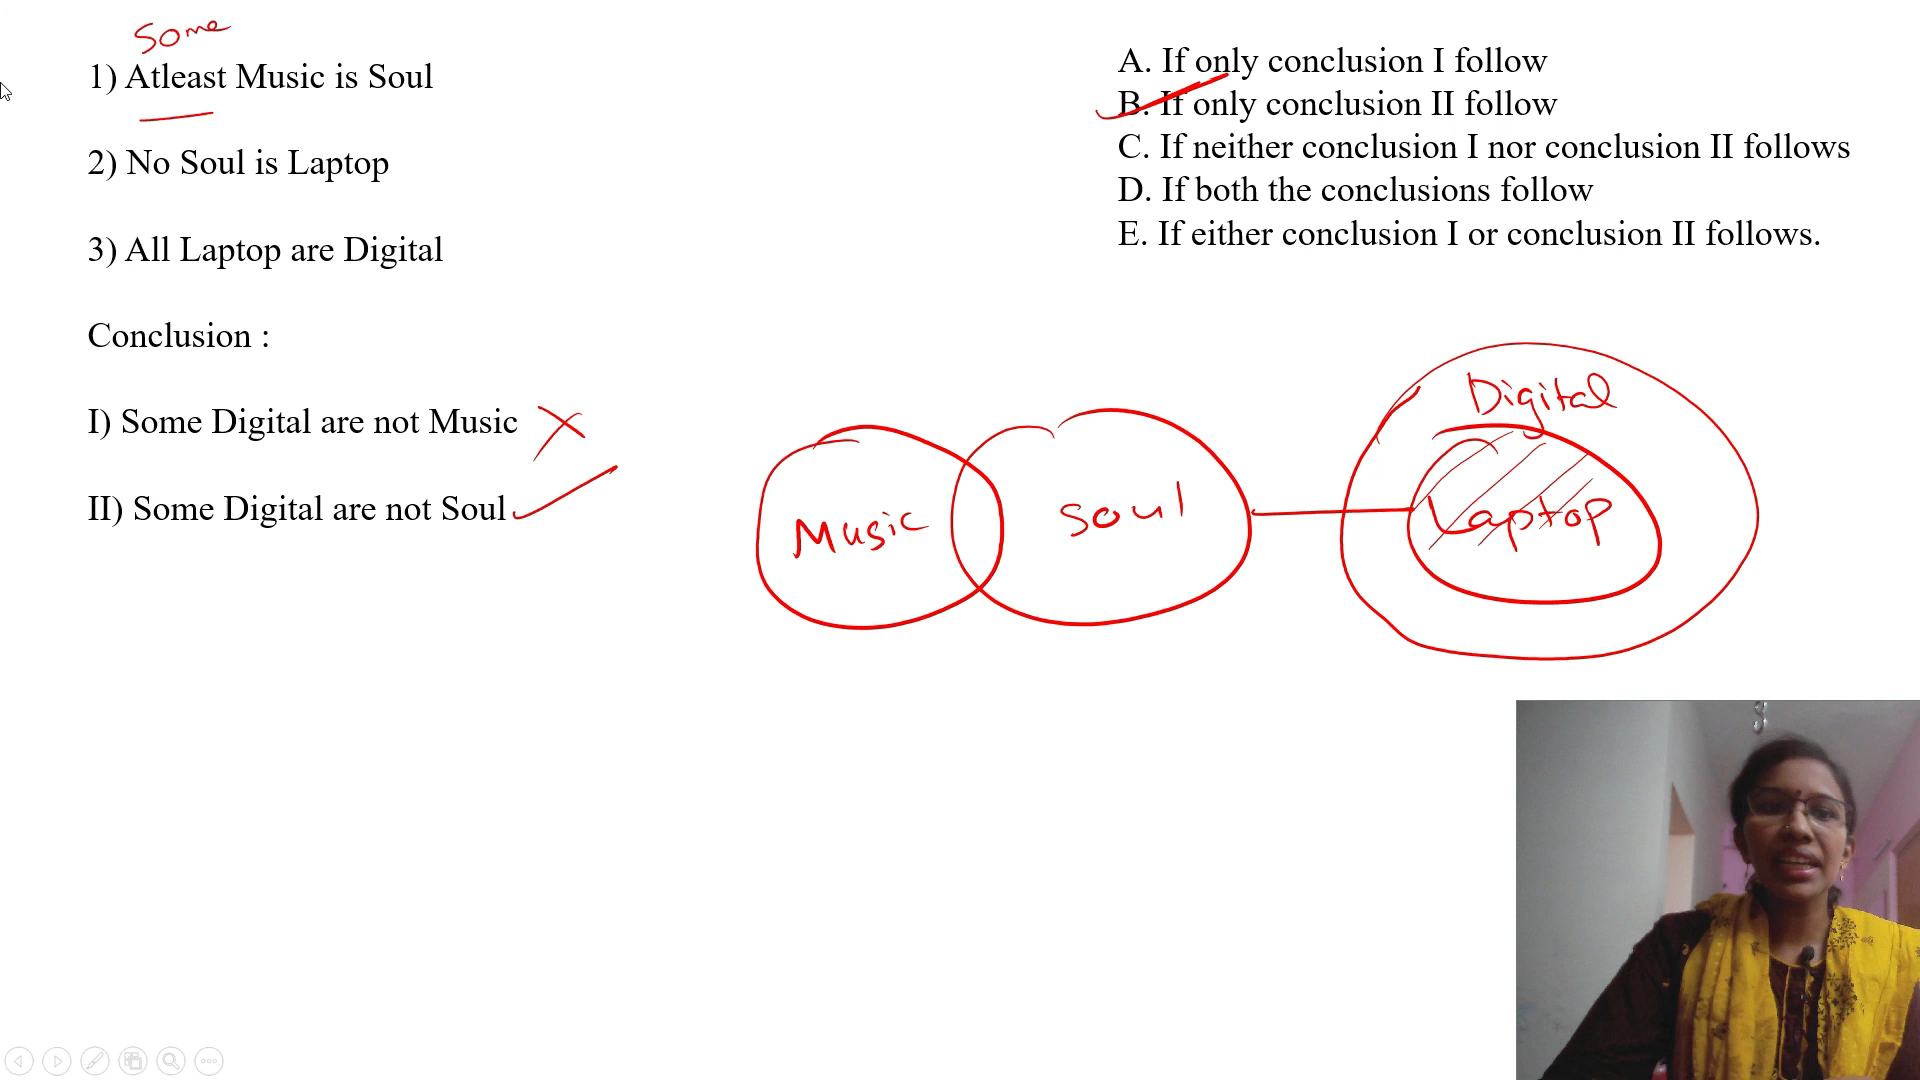 Some
1) Atleast Music is Soul
2) No Soul is Laptop
3) All Laptop are Digital
Conclusion :
I) Some Digital are not Music
II) Some Digital are not Soul
A. If only conclusion I follow
B. If only conclusion II follow
C. If neither conclusion I nor conclusion II follows
D. If both the conclusions follow
E. If either conclusion I or conclusion II follows.
Digital
Music
Soul
Laptop